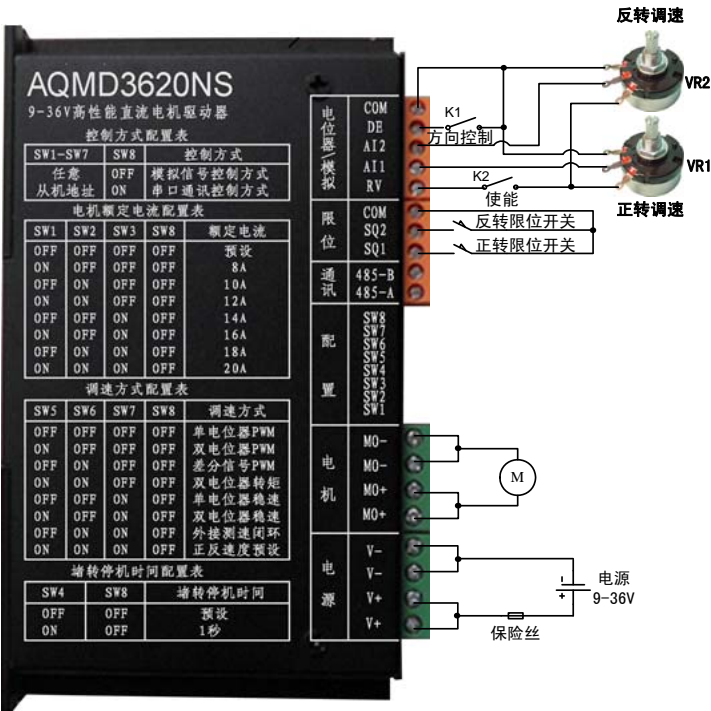 反转调速
VR2
AQMD3620NS
9-36V高性能直流电机驱动器
控制方式配置表
SW1-SW7 SW8 控制方式
任意 OFF 模拟信号控制方式
从机地址 ON 串口通讯控制方式
电机额定电流配置表
SW1 SW2 SW3 SW8 额定电流
OFF OFF OFF OFF 预设
ON OFF OFF OFF 8A
OFF ON OFF OFF 10A
ON ON OFF OFF 12A
OFF OFF ON OFF 14A
ON OFF ON OFF 16A
OFF ON ON OFF 18A
ON ON ON OFF 20A
调速方式配置表
SW5 SW6 SW7 SW8 调速方式
OFF OFF OFF OFF 单电位器PWM
ON OFF OFF OFF 双电位器PWM
OFF ON OFF OFF 差分信号PWM
ON ON OFF OFF 双电位器转矩
OFF OFF ON OFF 单电位器稳速
ON OFF ON OFF 双电位器稳速
OFF ON ON OFF 外接测速闭环
ON ON ON OFF 正反速度预设
堵转停机时间配置表
SW4 SW8 堵转停机时间
OFF OFF 预设
ON OFF 1秒
电位器/模拟
COM
DE
AI2
AI1
RV
限位
COM
SQ2
SQ1
通讯
485-B
485-A
配置
SW8
SW7
SW6
SW5
SW4
SW3
SW2
SW1
电机
MO-
MO-
MO+
MO+
电源
V-
V-
V+
V+
K1
方向控制
K2
使能
VR1
正转调速
反转限位开关
正转限位开关
M
-
+
电源
9-36V
保险丝